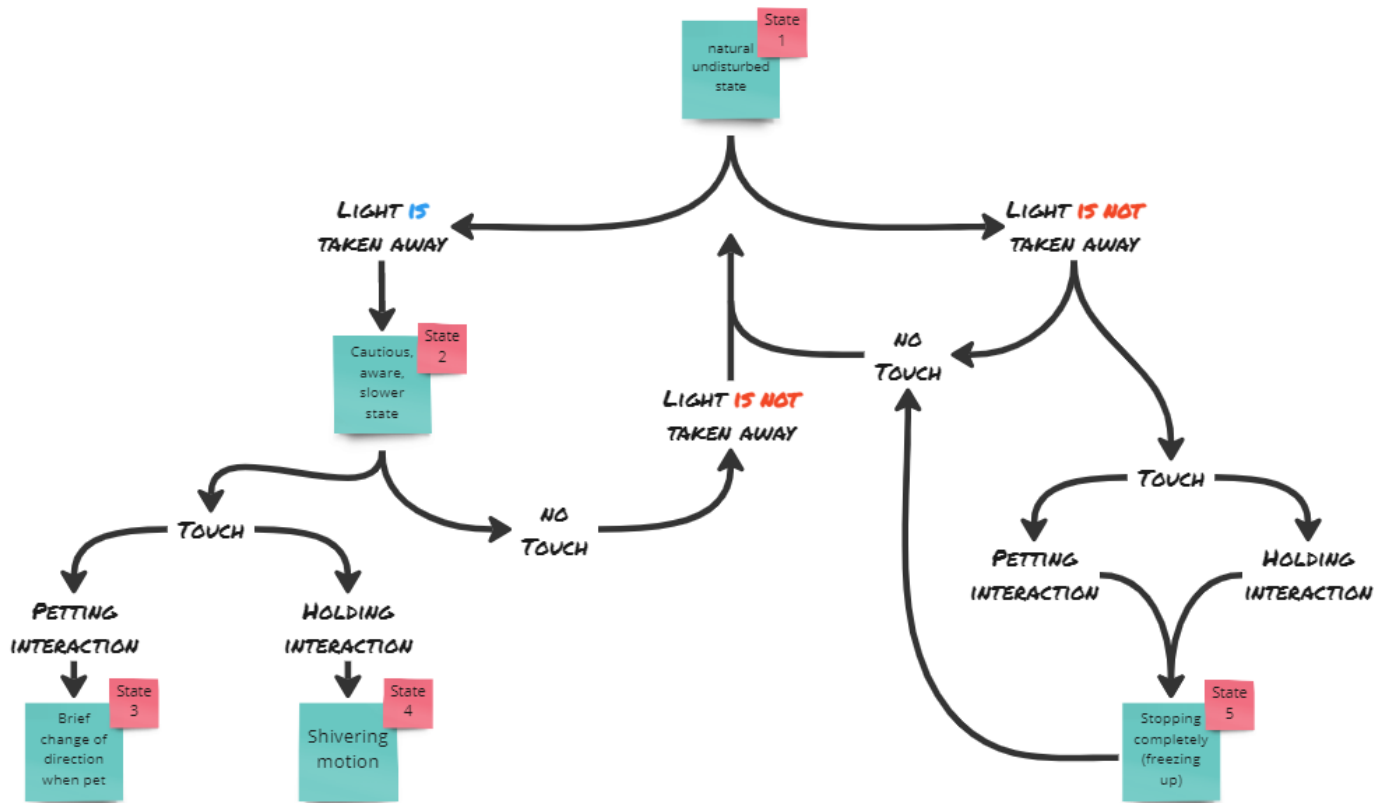 State
1
natural
undisturbed
state
Light is
taken away
Light is not
taken away
State
2
Cautious,
aware,
slower
state
no
Touch
Light is not
taken away
Touch
no
Touch
Touch
Petting
interaction
Holding
interaction
Petting
interaction
Holding
interaction
State
3
Brief
change of
direction
when pet
State
4
Shivering
motion
State
5
Stopping
completely
(freezing
up)